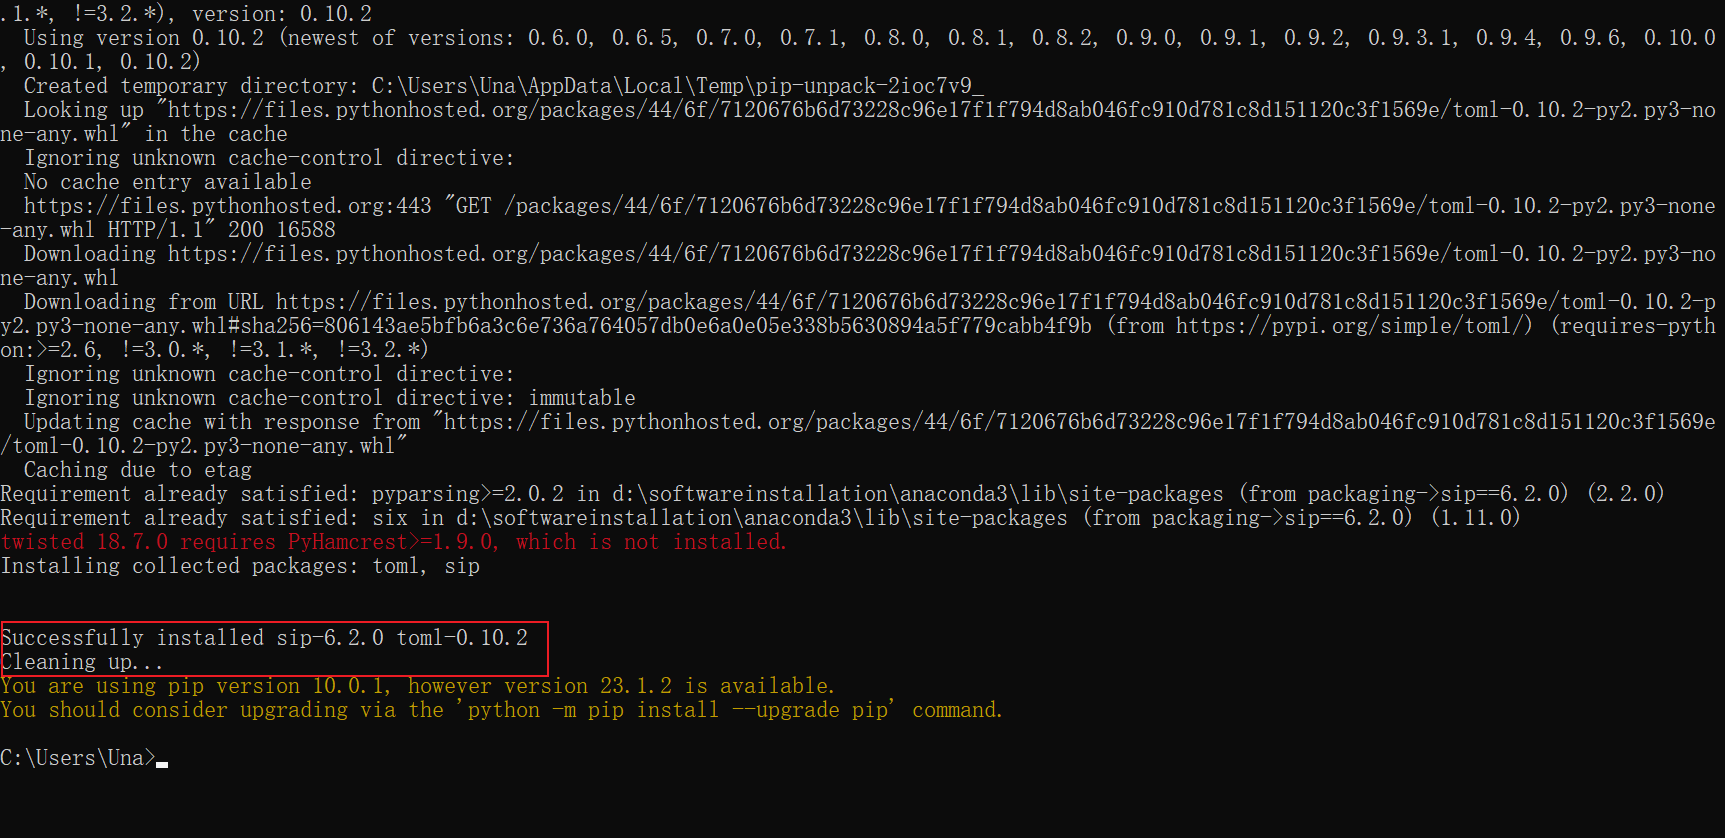 .1.*, !=3.2.*), version: 0.10.2
  Using version 0.10.2 (newest of versions: 0.6.0, 0.6.5, 0.7.0, 0.7.1, 0.8.0, 0.8.1, 0.8.2, 0.9.0, 0.9.1, 0.9.2, 0.9.3.1, 0.9.4, 0.9.6, 0.10.0
, 0.10.1, 0.10.2)
  Created temporary directory: C:\Users\Una\AppData\Local\Temp\pip-unpack-2ioc7v9_
  Looking up "https://files.pythonhosted.org/packages/44/6f/7120676b6d73228c96e17f1f794d8ab046fc910d781c8d151120c3f1569e/toml-0.10.2-py2.py3-no
ne-any.whl" in the cache
  Ignoring unknown cache-control directive:
  No cache entry available
  https://files.pythonhosted.org:443 "GET /packages/44/6f/7120676b6d73228c96e17f1f794d8ab046fc910d781c8d151120c3f1569e/toml-0.10.2-py2.py3-none
-any.whl HTTP/1.1" 200 16588
  Downloading https://files.pythonhosted.org/packages/44/6f/7120676b6d73228c96e17f1f794d8ab046fc910d781c8d151120c3f1569e/toml-0.10.2-py2.py3-no
ne-any.whl
  Downloading from URL https://files.pythonhosted.org/packages/44/6f/7120676b6d73228c96e17f1f794d8ab046fc910d781c8d151120c3f1569e/toml-0.10.2-p
y2.py3-none-any.whl#sha256=806143ae5bfb6a3c6e736a764057db0e6a0e05e338b5630894a5f779cabb4f9b (from https://pypi.org/simple/toml/) (requires-pyth
on:>=2.6, !=3.0.*, !=3.1.*, !=3.2.*)
  Ignoring unknown cache-control directive:
  Ignoring unknown cache-control directive: immutable
  Updating cache with response from "https://files.pythonhosted.org/packages/44/6f/7120676b6d73228c96e17f1f794d8ab046fc910d781c8d151120c3f1569e
/toml-0.10.2-py2.py3-none-any.whl"
  Caching due to etag
Requirement already satisfied: pyparsing>=2.0.2 in d:\softwareinstallation\anaconda3\lib\site-packages (from packaging->sip==6.2.0) (2.2.0)
Requirement already satisfied: six in d:\softwareinstallation\anaconda3\lib\site-packages (from packaging->sip==6.2.0) (1.11.0)
twisted 18.7.0 requires PyHamcrest>=1.9.0, which is not installed.
Installing collected packages: toml, sip
Successfully installed sip-6.2.0 toml-0.10.2
Cleaning up...
You are using pip version 10.0.1, however version 23.1.2 is available.
You should consider upgrading via the 'python -m pip install --upgrade pip' command.
C:\Users\Una>